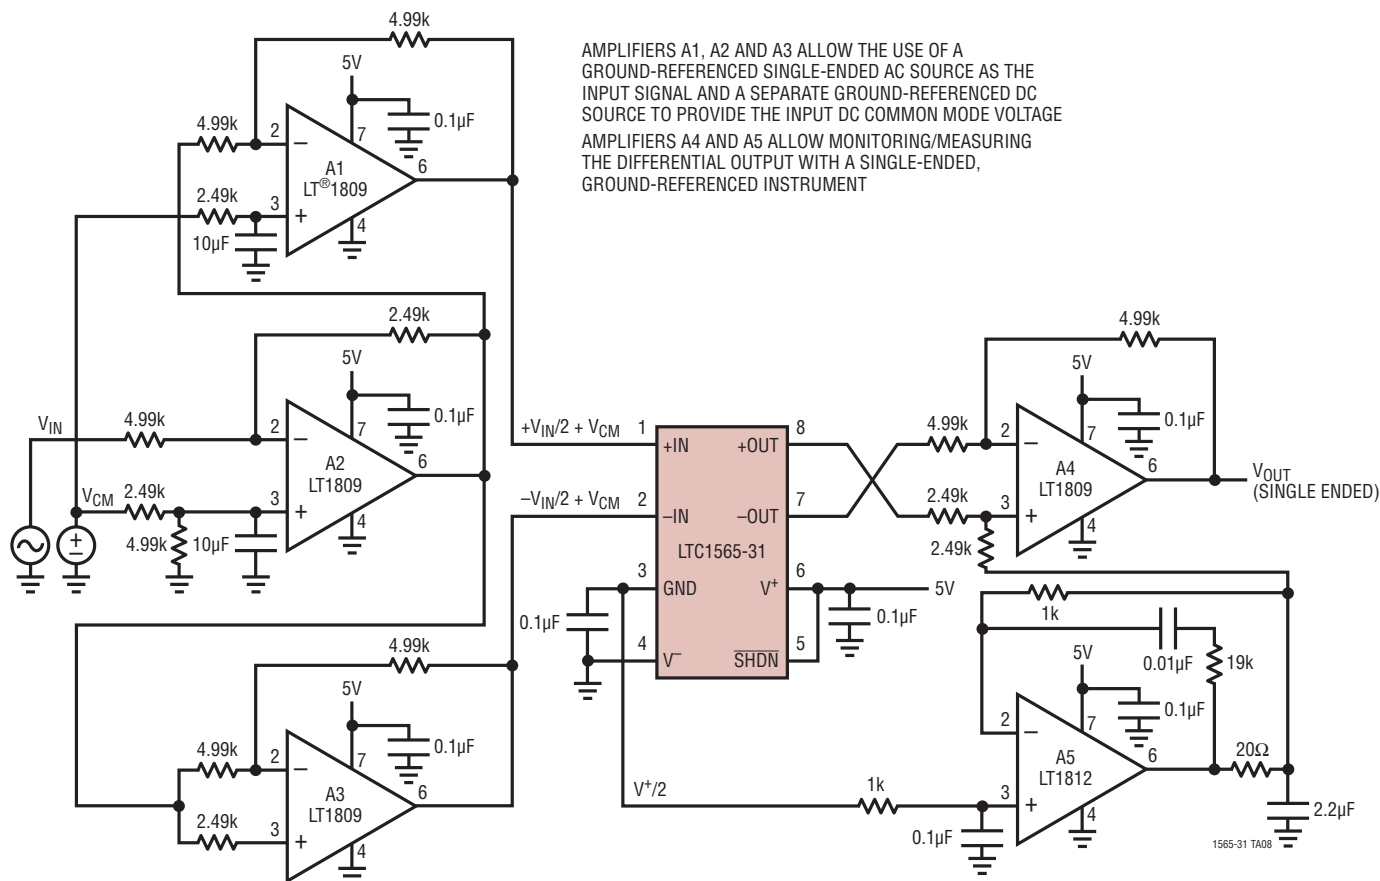 4.99k
5V
0.1µF
4.99k
2
–
7
6
A1
LT®1809
2.49k
3
+
4
10µF
AMPLIFIERS A1, A2 AND A3 ALLOW THE USE OF A
GROUND-REFERENCED SINGLE-ENDED AC SOURCE AS THE
INPUT SIGNAL AND A SEPARATE GROUND-REFERENCED DC
SOURCE TO PROVIDE THE INPUT DC COMMON MODE VOLTAGE
AMPLIFIERS A4 AND A5 ALLOW MONITORING/MEASURING
THE DIFFERENTIAL OUTPUT WITH A SINGLE-ENDED,
GROUND-REFERENCED INSTRUMENT
2.49k
5V
0.1µF
VIN
4.99k
2
–
7
6
A2
LT1809
VCM
2.49k
3
+
4
4.99k
10µF
+
–
4.99k
5V
0.1µF
4.99k
2
–
7
6
A3
LT1809
2.49k
3
+
4
+VIN/2 + VCM
1
+IN
+OUT
8
–VIN/2 + VCM
2
–IN
–OUT
7
LTC1565-31
3
GND
V+
6
5V
0.1µF
0.1µF
4
V–
SHDN
5
V+/2
4.99k
5V
0.1µF
4.99k
2
–
7
6
A4
LT1809
VOUT
(SINGLE ENDED)
2.49k
3
+
4
2.49k
1k
0.01µF
19k
5V
0.1µF
2
–
7
6
20Ω
A5
LT1812
1k
3
+
4
0.1µF
2.2µF
1565-31 TA08